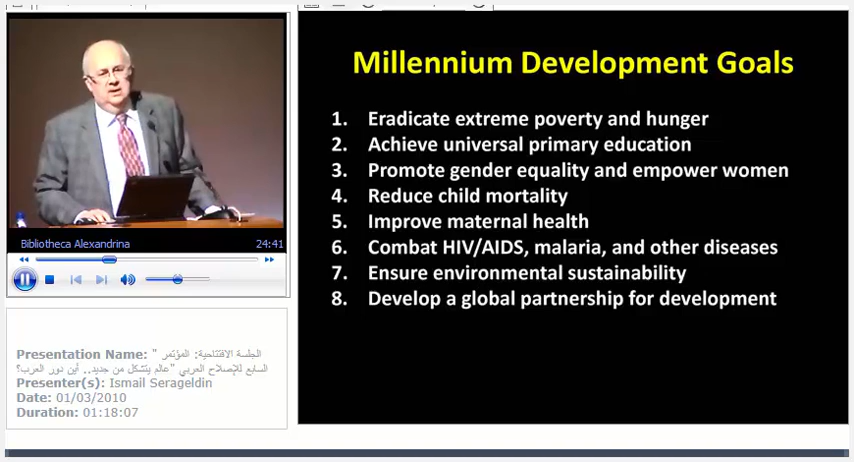 Bibliotheca Alexandrina 24:41
Presentation Name: " الجلسة الافتتاحية: المؤتمر
السابع للإصلاح العربي "عالم يتشكل من جديد.. أين دور العرب؟
Presenter(s): Ismail Serageldin
Date: 01/03/2010
Duration: 01:18:07
Millennium Development Goals
1. Eradicate extreme poverty and hunger
2. Achieve universal primary education
3. Promote gender equality and empower women
4. Reduce child mortality
5. Improve maternal health
6. Combat HIV/AIDS, malaria, and other diseases
7. Ensure environmental sustainability
8. Develop a global partnership for development